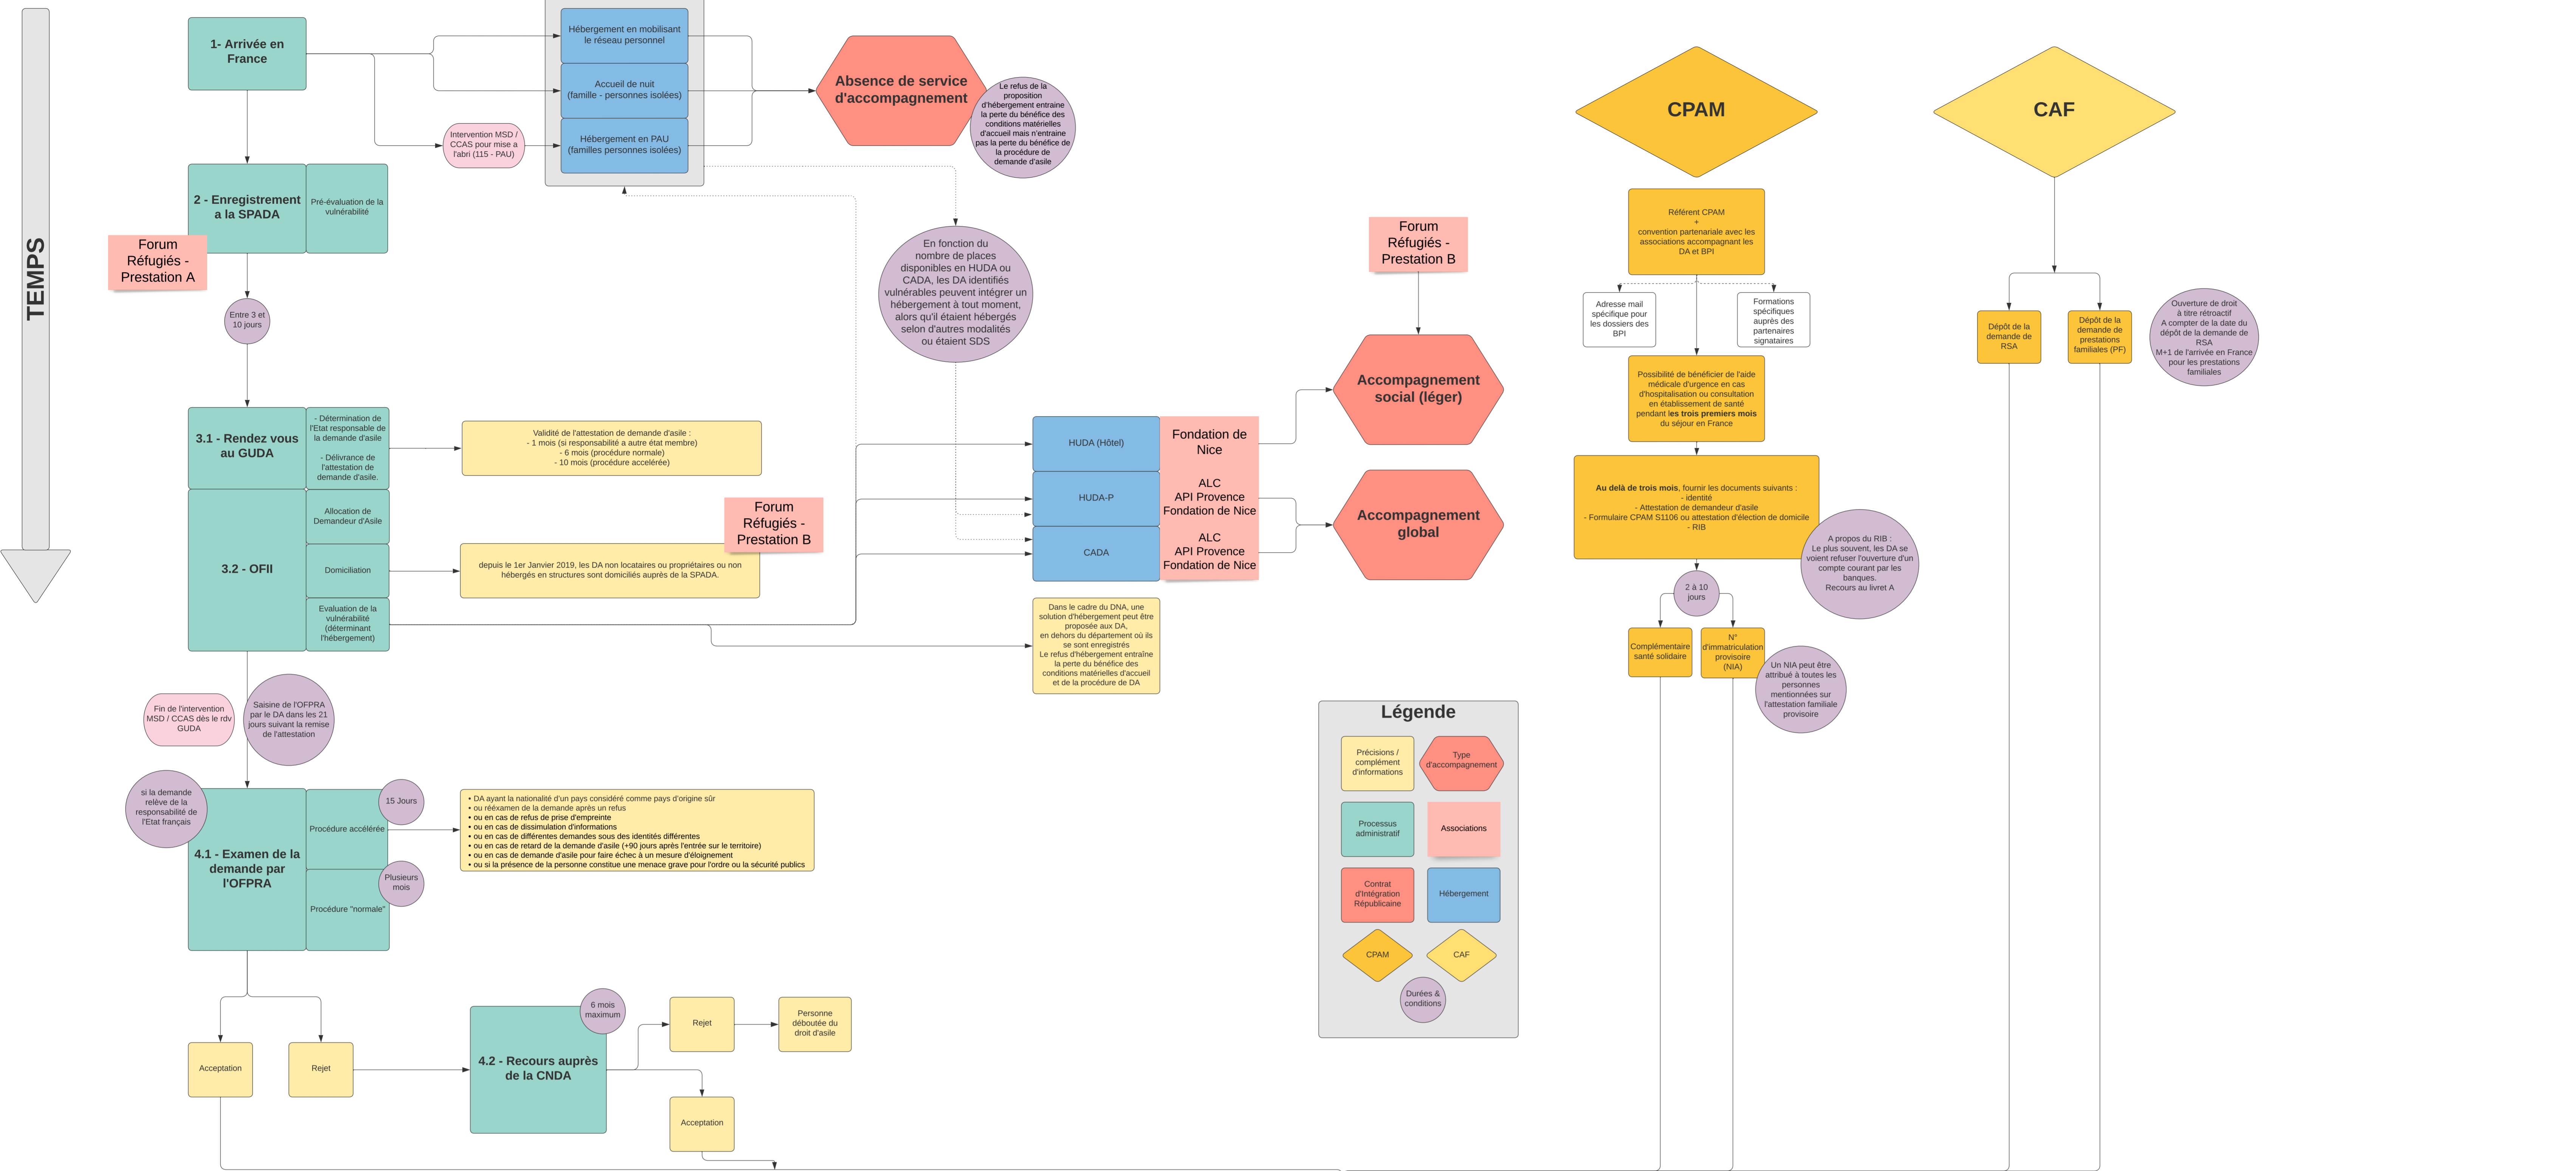 TEMPS
1- Arrivée en
France
Hébergement en mobilisant
le réseau personnel
Accueil de nuit
(famille - personnes isolées)
Hébergement en PAU
(familles personnes isolées)
Intervention MSD /
CCAS pour mise a
l'abri (115 - PAU)
Absence de service
d'accompagnement
Le refus de la
proposition
d'hébergement entraine
la perte du bénéfice des
conditions matérielles
d'accueil mais n'entraine
pas la perte du bénéfice de
la procédure de
demande d'asile
2 - Enregistrement
a la SPADA
Pré-évaluation de la
vulnérabilité
Forum
Réfugiés -
Prestation A
Entre 3 et
10 jours
En fonction du
nombre de places
disponibles en HUDA ou
CADA, les DA identifiés
vulnérables peuvent intégrer un
hébergement à tout moment,
alors qu'il étaient hébergés
selon d'autres modalités
ou étaient SDS
Forum
Réfugiés -
Prestation B
3.1 - Rendez vous
au GUDA
- Détermination de
l'Etat responsable de
la demande d'asile
- Délivrance de
l'attestation de
demande d'asile.
Validité de l'attestation de demande d'asile :
- 1 mois (si responsabilité a autre état membre)
- 6 mois (procédure normale)
- 10 mois (procédure accelérée)
3.2 - OFII
Allocation de
Demandeur d'Asile
Domiciliation
Evaluation de la
vulnérabilité
(déterminant
l'hébergement)
Forum
Réfugiés -
Prestation B
depuis le 1er Janvier 2019, les DA non locataires ou propriétaires ou non
hébergés en structures sont domiciliés auprès de la SPADA.
HUDA (Hôtel)
Fondation de
Nice
HUDA-P
ALC
API Provence
Fondation de Nice
CADA
ALC
API Provence
Fondation de Nice
Accompagnement
social (léger)
Accompagnement
global
Dans le cadre du DNA, une
solution d'hébergement peut être
proposée aux DA,
en dehors du département où ils
se sont enregistrés
Le refus d'hébergement entraîne
la perte du bénéfice des
conditions matérielles d'accueil
et de la procédure de DA
Fin de l'intervention
MSD / CCAS dès le rdv
GUDA
Saisine de l'OFPRA
par le DA dans les 21
jours suivant la remise
de l'attestation
si la demande
relève de la
responsabilité de
l'Etat français
4.1 - Examen de la
demande par
l'OFPRA
Procédure accélérée
15 Jours
Procédure "normale"
Plusieurs
mois
• DA ayant la nationalité d'un pays considéré comme pays d'origine sûr
• ou rééxamen de la demande après un refus
• ou en cas de refus de prise d'empreinte
• ou en cas de dissimulation d'informations
• ou en cas de différentes demandes sous des identités différentes
• ou en cas de retard de la demande d'asile (+90 jours après l'entrée sur le territoire)
• ou en cas de demande d'asile pour faire échec à un mesure d'éloignement
• ou si la présence de la personne constitue une menace grave pour l'ordre ou la sécurité publics
Acceptation
Rejet
4.2 - Recours auprès
de la CNDA
6 mois
maximum
Rejet
Personne
déboutée du
droit d'asile
Acceptation
Légende
Précisions /
complément
d'informations
Type
d'accompagnement
Processus
administratif
Associations
Contrat
d'Intégration
Républicaine
Hébergement
CPAM
CAF
Durées &
conditions
CPAM
Référent CPAM
+
convention partenariale avec les
associations accompagnant les
DA et BPI
Adresse mail
spécifique pour
les dossiers des
BPI
Formations
spécifiques
auprès des
partenaires
signataires
Possibilité de bénéficier de l'aide
médicale d'urgence en cas
d'hospitalisation ou consultation
en établissement de santé
pendant les trois premiers mois
du séjour en France
Au delà de trois mois, fournir les documents suivants :
- identité
- Attestation de demandeur d'asile
- Formulaire CPAM S1106 ou attestation d'élection de domicile
- RIB
A propos du RIB :
Le plus souvent, les DA se
voient refuser l'ouverture d'un
compte courant par les
banques.
Recours au livret A
2 à 10
jours
Complémentaire
santé solidaire
N°
d'immatriculation
provisoire
(NIA)
Un NIA peut être
attribué à toutes les
personnes
mentionnées sur
l'attestation familiale
provisoire
CAF
Dépôt de la
demande de
RSA
Dépôt de la
demande de
prestations
familiales (PF)
Ouverture de droit
à titre rétroactif
A compter de la date du
dépôt de la demande de
RSA
M+1 de l'arrivée en France
pour les prestations
familiales